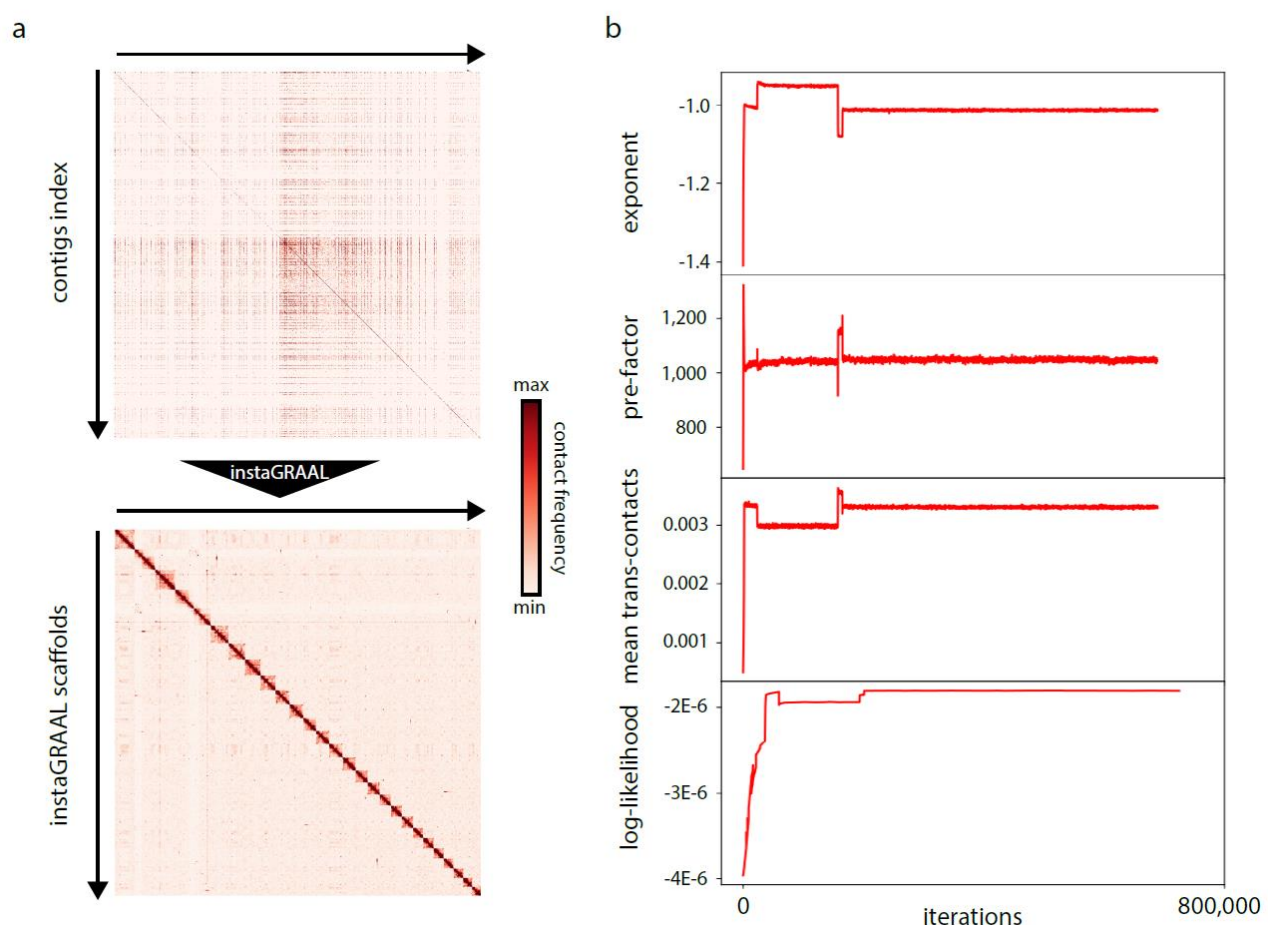 a
contigs index
instaGRAAL
max
contact frequency
min
instaGRAAL scaffolds
b
exponent
-1.0
-1.2
-1.4
pre-factor
1,200
1,000
800
mean trans-contacts
0.003
0.002
0.001
log-likelihood
-2E-6
-3E-6
-4E-6
0
iterations
800,000